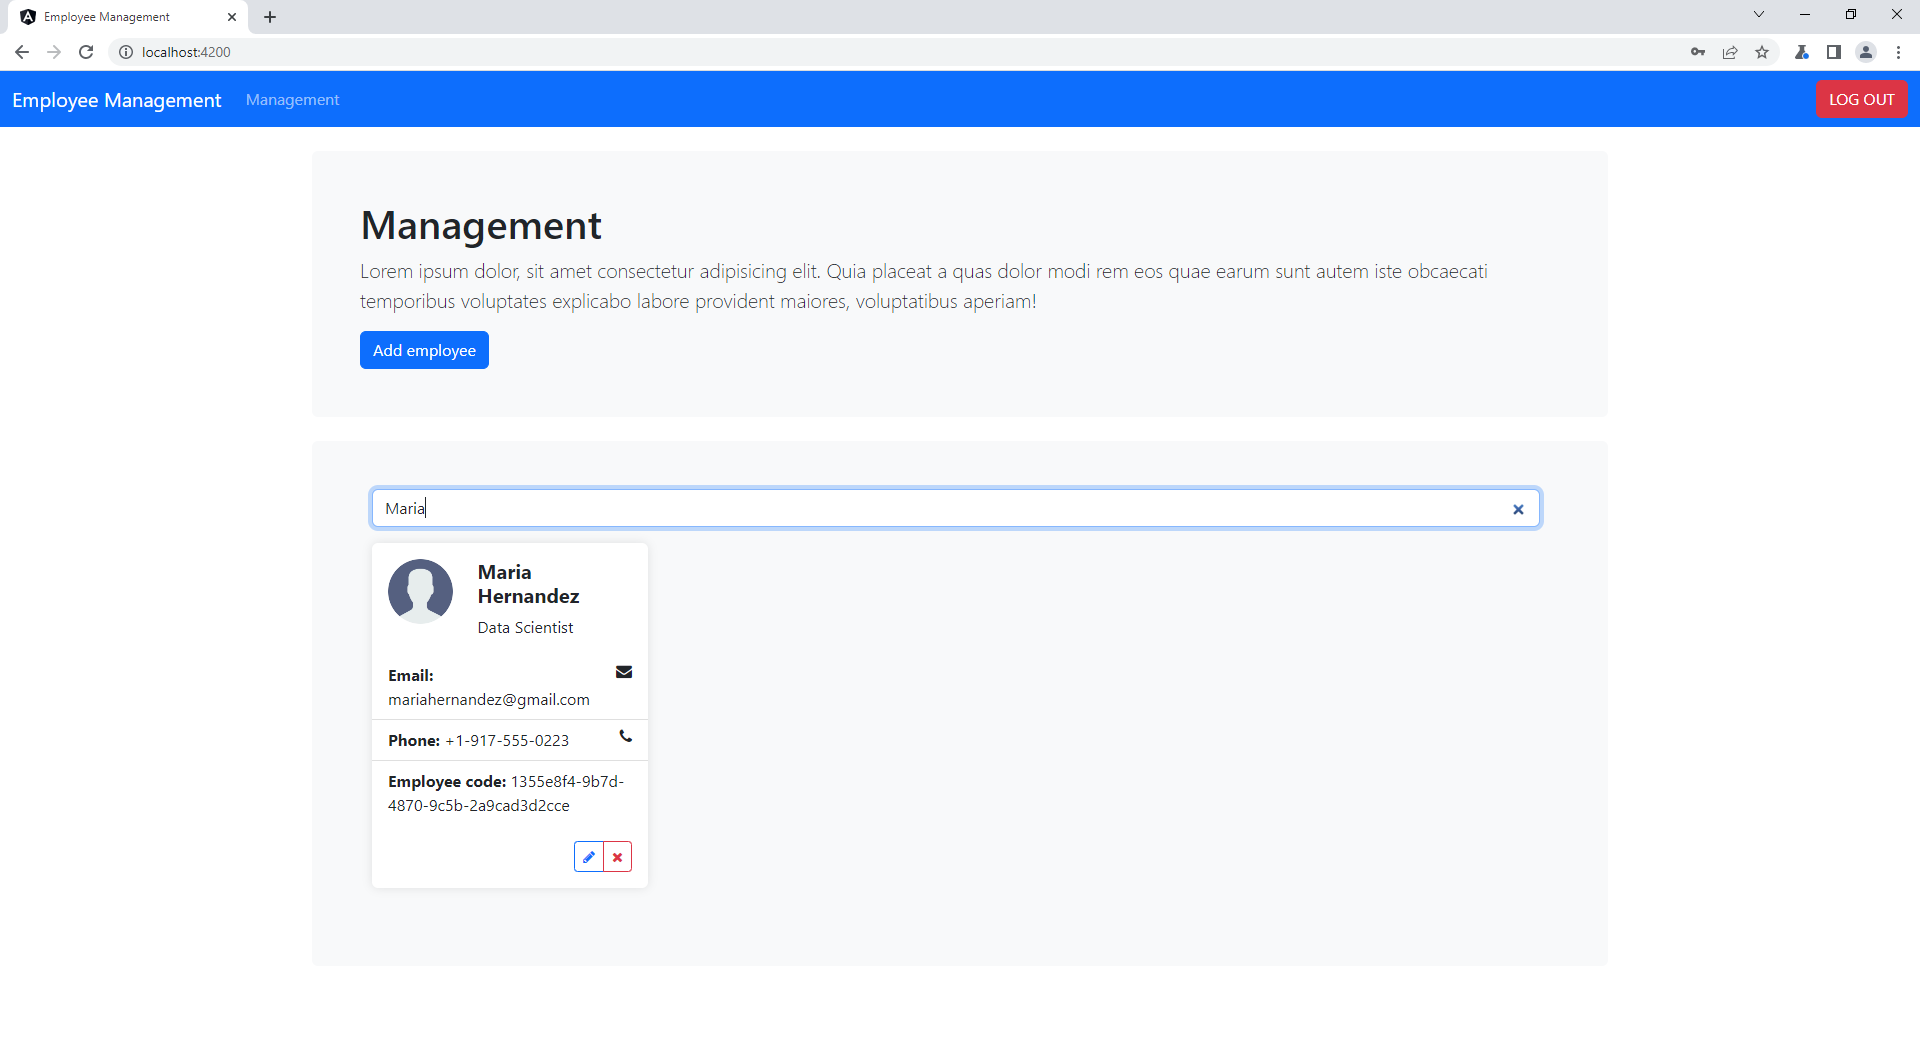 Employee Management
localhost:4200
Employee Management Management LOG OUT
Management
Lorem ipsum dolor, sit amet consectetur adipisicing elit. Quia placeat a quas dolor modi rem eos quae earum sunt autem iste obcaecati
temporibus voluptates explicabo labore provident maiores, voluptatibus aperiam!
Add employee
Maria
Maria
Hernandez
Data Scientist
Email:
mariahernandez@gmail.com
Phone: +1-917-555-0223
Employee code: 1355e8f4-9b7d-
4870-9c5b-2a9cad3d2cce